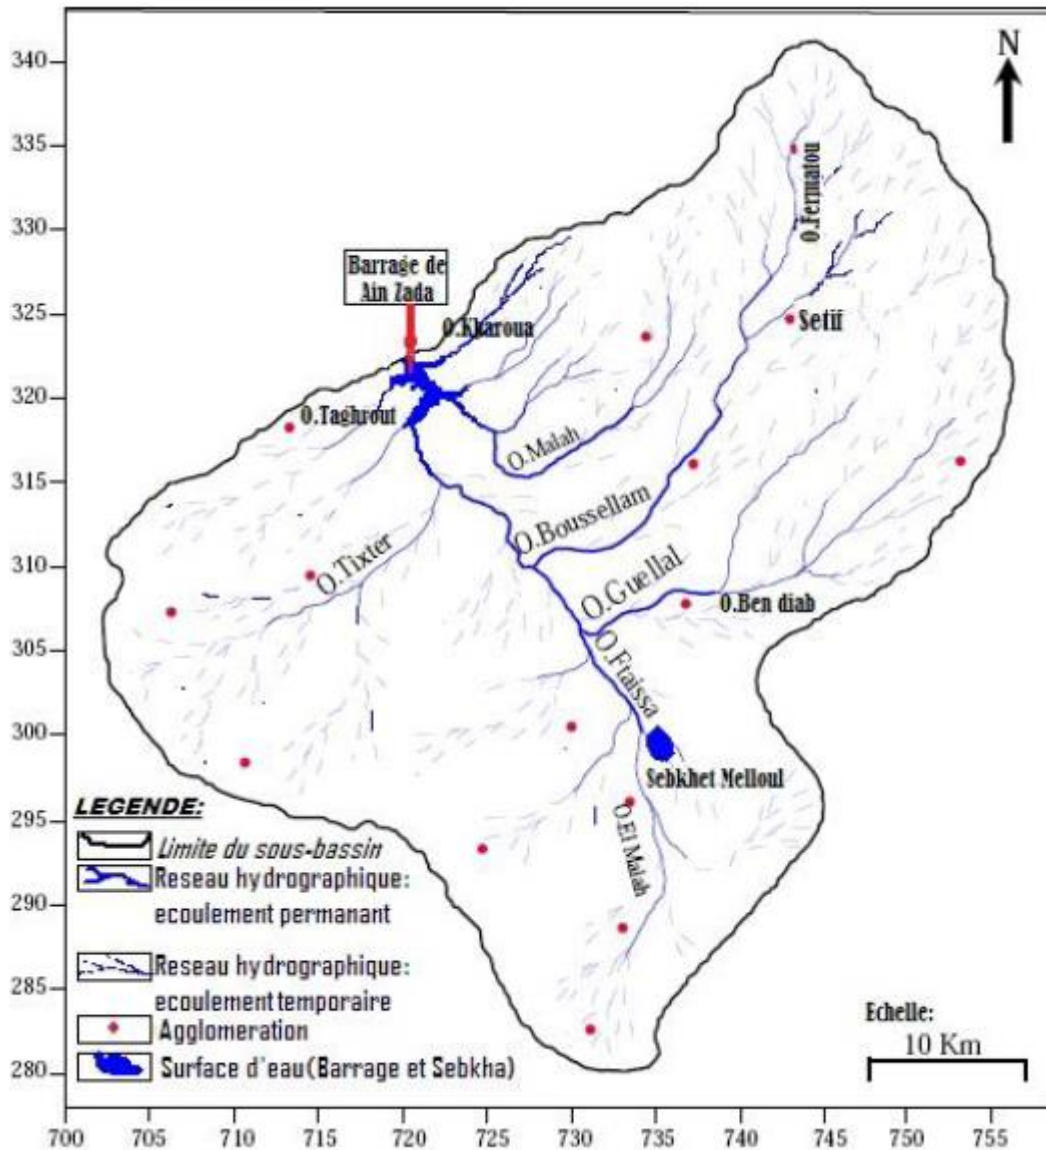 N
340
335
330
325
320
315
310
305
300
295
290
285
280
Barrage de
Ain Zada
O.Kharoua
O.Fermatou
Setif
O.Taghrout
O.Malah
O.Boussellam
O.Tixter
O.Guellal
O.Ben diab
O.Ftaissa
Sebkhet Melloul
O.El Malah
LEGENDE:
Limite du sous-bassin
Reseau hydrographique:
ecoulement permanant
Reseau hydrographique:
ecoulement temporaire
Agglomeration
Surface d'eau(Barrage et Sebkha)
Echelle:
10 Km
700 705 710 715 720 725 730 735 740 745 750 755